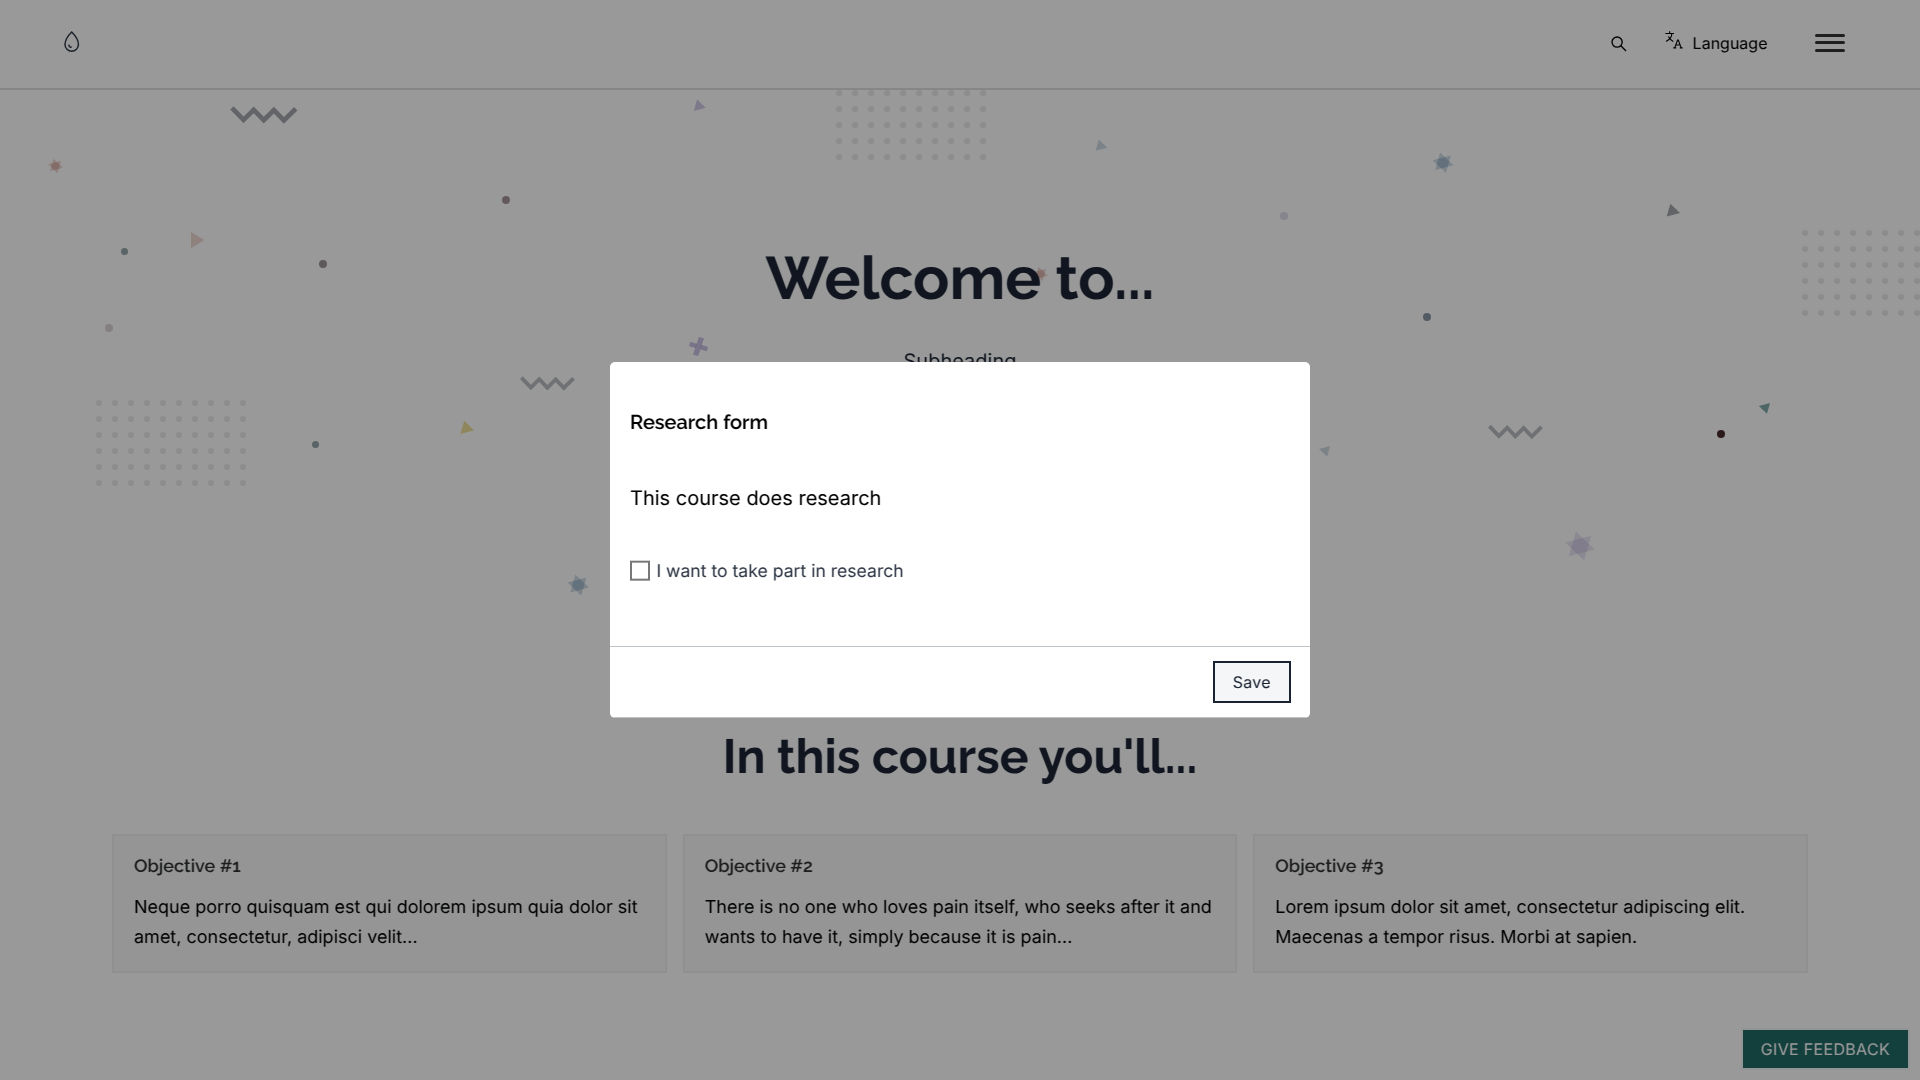 Language
Welcome to...
Subheading
Research form
This course does research
I want to take part in research
Save
In this course you'll...
Objective #1
Neque porro quisquam est qui dolorem ipsum quia dolor sit
amet, consectetur, adipisci velit...
Objective #2
There is no one who loves pain itself, who seeks after it and
wants to have it, simply because it is pain...
Objective #3
Lorem ipsum dolor sit amet, consectetur adipiscing elit.
Maecenas a tempor risus. Morbi at sapien.
GIVE FEEDBACK